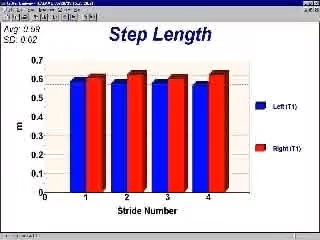 Avg: 0.59
SD: 0.02
Step Length
0.7
0.6
0.5
0.4
0.3
0.2
0.1
0
m
0
1
2
3
4
Stride Number
Left (T1)
Right (T1)